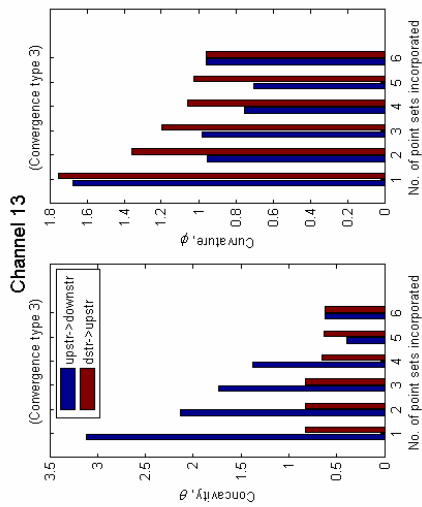 Channel 13
(Convergence type 3)
3.5
3
2.5
2
1.5
1
0.5
0
Concavity, θ
upstr->downstr
dstr->upstr
1 2 3 4 5 6
No. of point sets incorporated
(Convergence type 3)
1.8
1.6
1.4
1.2
1
0.8
0.6
0.4
0.2
0
Curvature, ϕ
1 2 3 4 5 6
No. of point sets incorporated